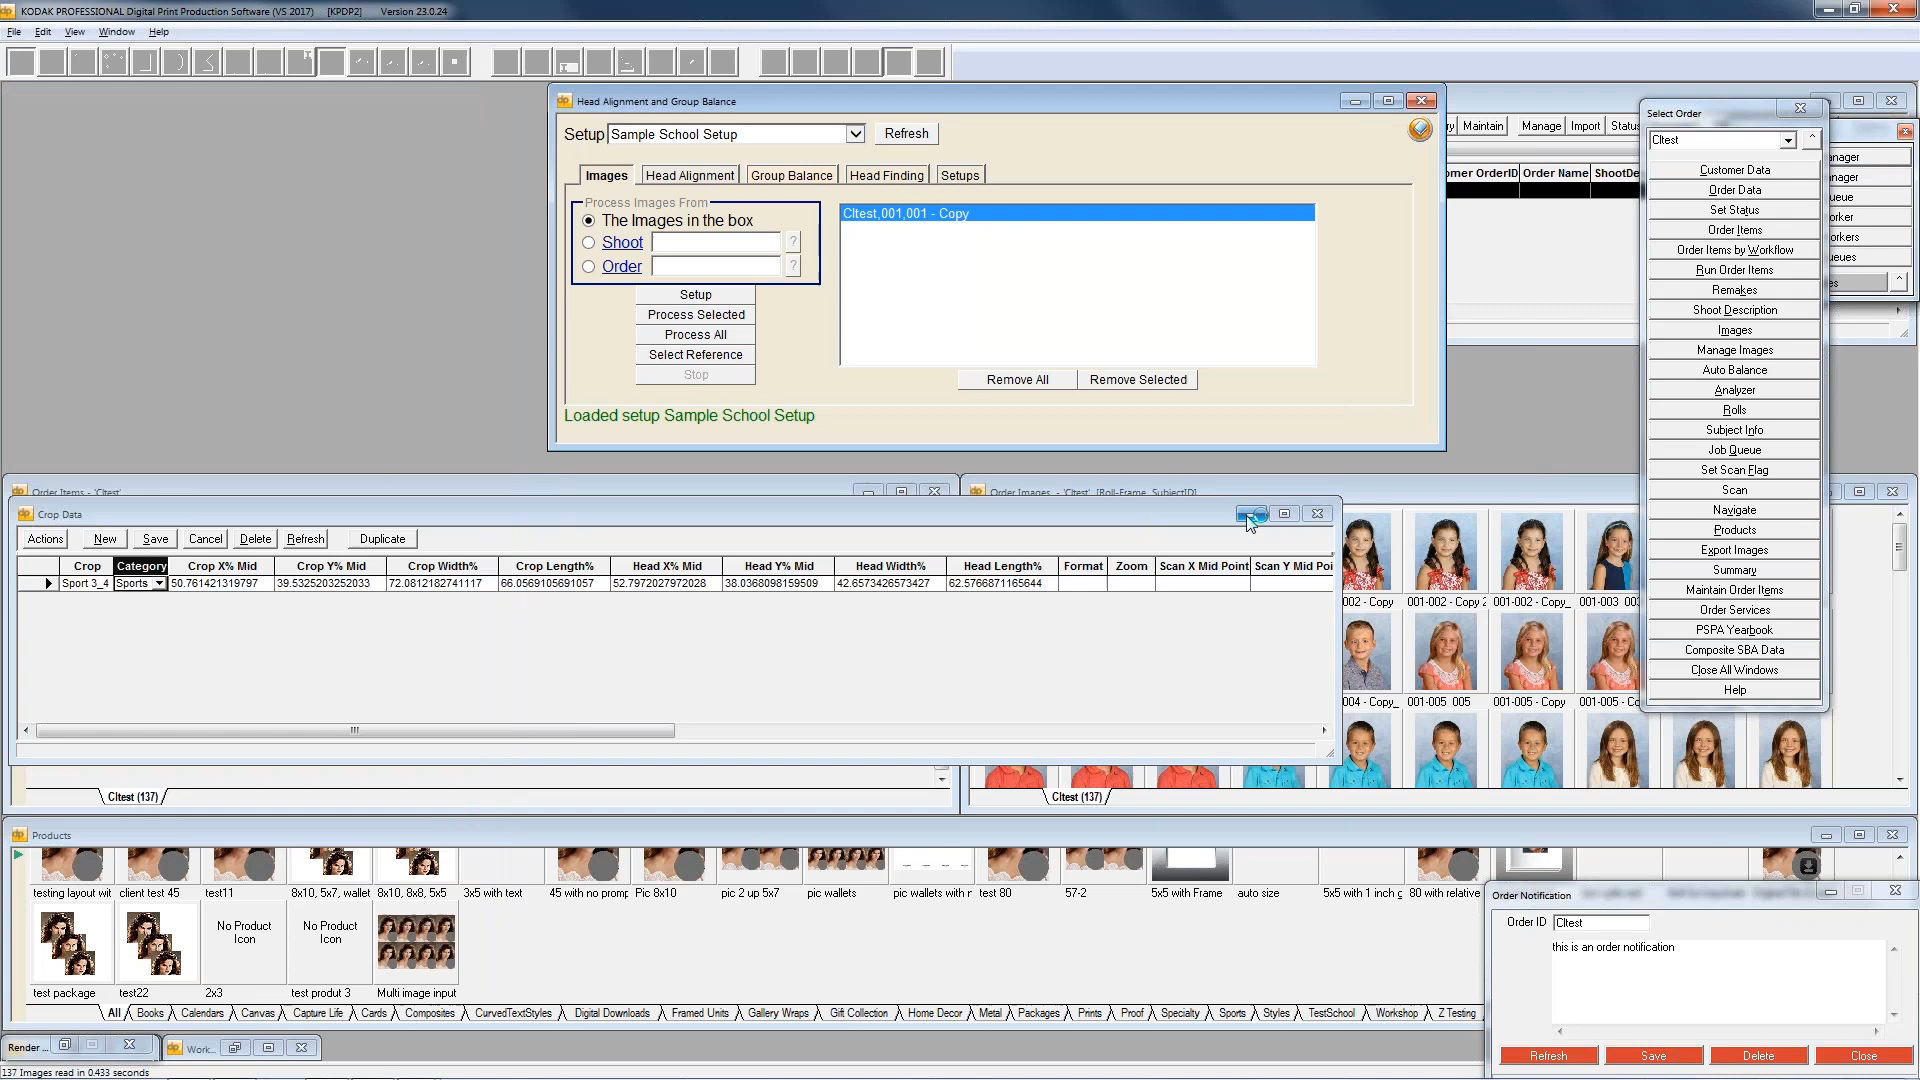 KODAK PROFESSIONAL Digital Print Production Software (VS 2017) [KPDP2] Version 23.0.24
File Edit View Window Help
Head Alignment and Group Balance
Setup Sample School Setup Refresh
Images Head Alignment Group Balance Head Finding Setups
Process Images From
The Images in the box
Shoot ?
Order ?
Setup
Process Selected
Process All
Select Reference
Stop
Cltest,001,001 - Copy
Remove All Remove Selected
Loaded setup Sample School Setup
Maintain Manage Import
OrderID Order Name
Select Order
Cltest
Customer Data
Order Data
Set Status
Order Items
Order Items by Workflow
Run Order Items
Remakes
Shoot Description
Images
Manage Images
Auto Balance
Analyzer
Rolls
Subject Info
Job Queue
Set Scan Flag
Scan
Navigate
Products
Export Images
Summary
Maintain Order Items
Order Services
PSPA Yearbook
Composite SBA Data
Close All Windows
Help
Order Items - 'Cltest'
Order Images - 'Cltest' [Roll-Frame, SubjectID]
Crop Data
Actions New Save Cancel Delete Refresh Duplicate
Crop Category Crop X% Mid Crop Y% Mid Crop Width% Crop Length% Head X% Mid Head Y% Mid Head Width% Head Length% Format Zoom Scan X Mid Point Scan Y Mid Poi
Sport 3_4 Sports 50.761421319797 39.5325203252033 72.0812182741117 66.0569105691057 52.7972027972028 38.0368098159509 42.6573426573427 62.5766871165644
002 - Copy 001-002 - Copy 2 001-002 - Copy_ 001-003 003
004 - Copy_ 001-005 005 001-005 - Copy 001-005 - Co
Cltest (137)
Cltest (137)
Products
testing layout wit client test 45 test11 8x10, 5x7, wallet 8x10, 8x8, 5x5 3x5 with text 45 with no promp Pic 8x10 pic 2 up 5x7 pic wallets pic wallets with r test 80 57-2 5x5 with Frame auto size 5x5 with 1 inch g 80 with relative
No Product Icon
No Product Icon
test package test22 2x3 test produt 3 Multi image input
All Books Calendars Canvas Capture Life Cards Composites CurvedTextStyles Digital Downloads Framed Units Gallery Wraps Gift Collection Home Decor Metal Packages Prints Proof Specialty Sports Styles TestSchool Workshop Z Testing
Order Notification
Order ID Cltest
this is an order notification
Refresh Save Delete Close
Render ... Work...
137 Images read in 0.433 seconds